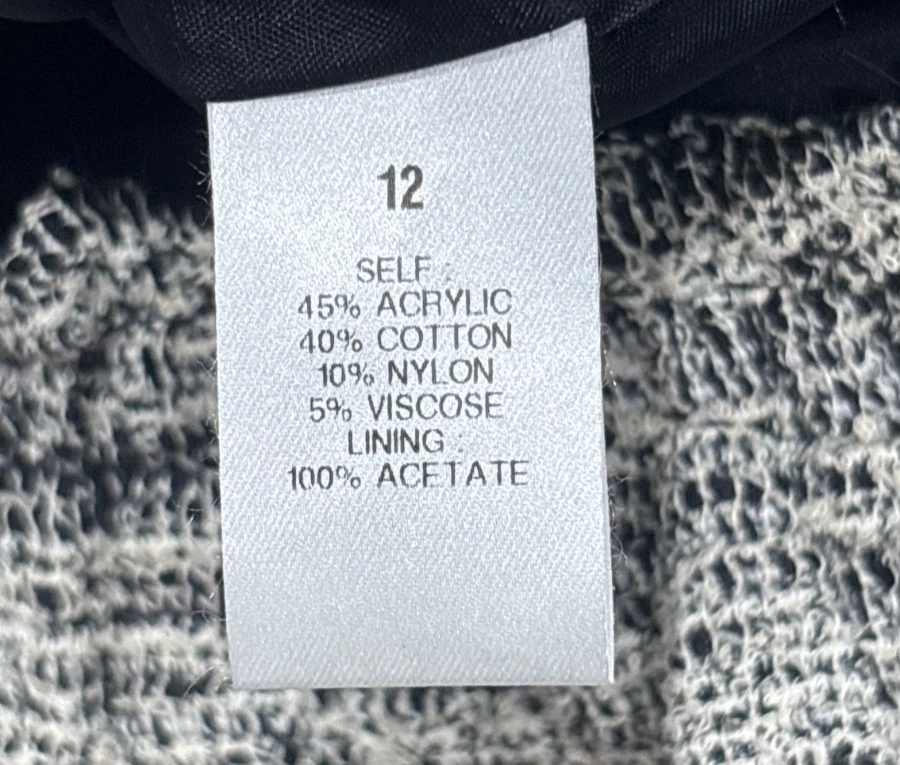 12
SELF :
45% ACRYLIC
40% COTTON
10% NYLON
5% VISCOSE
LINING :
100% ACETATE